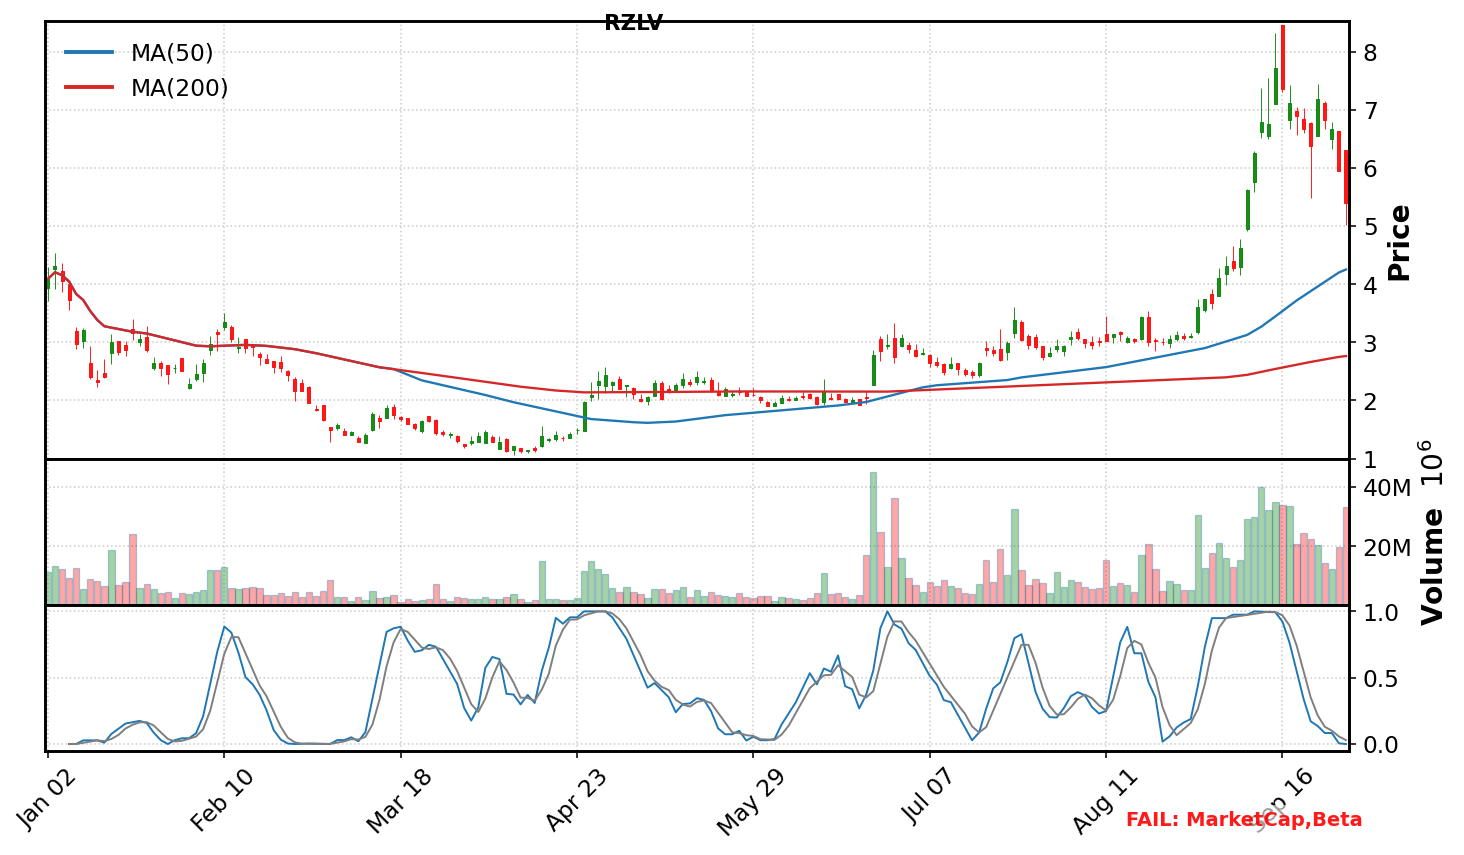 RZLV
MA(50)
MA(200)
8
7
6
5
4
3
2
1
Price
40M
20M
Volume 10^6
1.0
0.5
0.0
Jan 02
Feb 10
Mar 18
Apr 23
May 29
Jul 07
Aug 11
Sep 16
FAIL: MarketCap,Beta